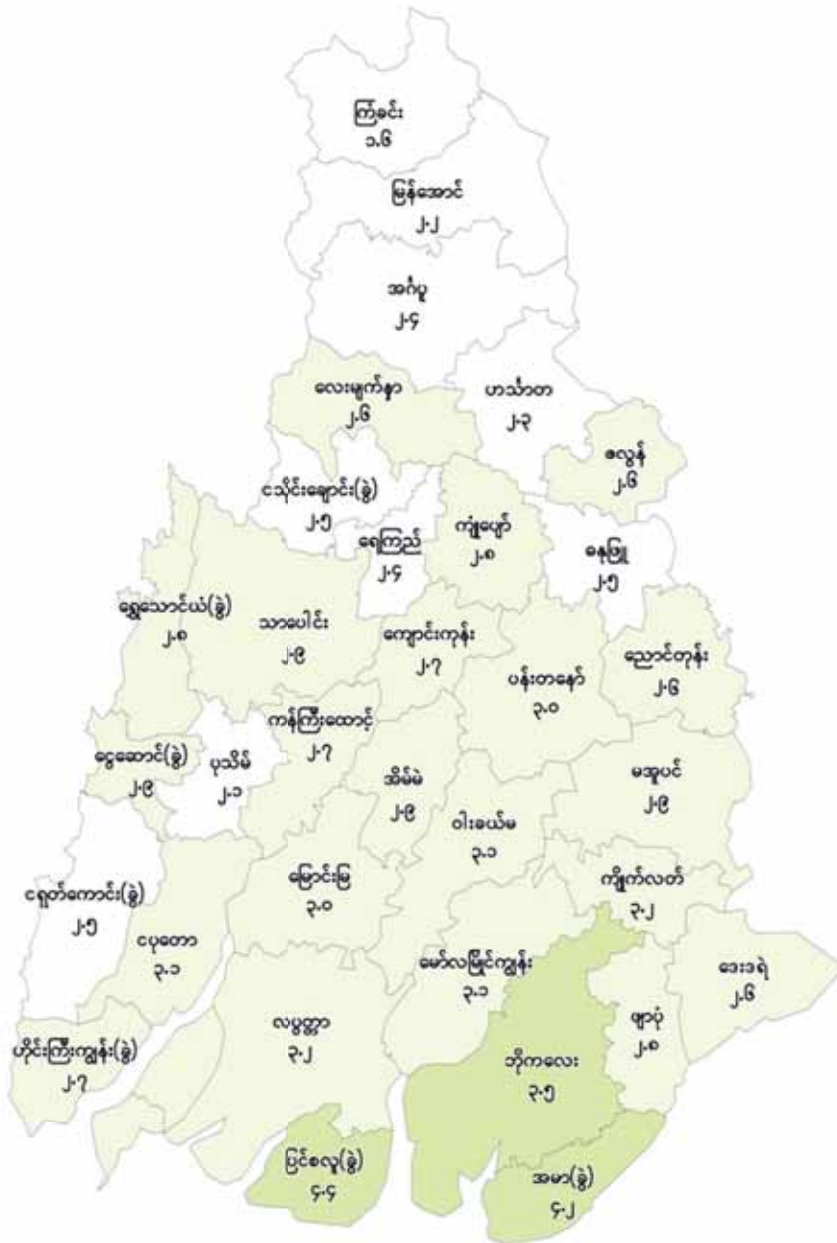 ကြံခင်း
၁.၆
မြန်အောင်
၂.၂
အင်္ဂပူ
၂.၄
လေးမျက်နှာ
၂.၆
ဟင်္သာတ
၂.၃
ဇလွန်
၂.၆
ငသိုင်းချောင်း(ခွဲ)
၂.၅
ရေကြည်
၂.၄
ကျုံပျော်
၂.၈
ဓနုဖြူ
၂.၅
ရွှေသောင်ယံ(ခွဲ)
၂.၈
သာပေါင်း
၂.၉
ကျောင်းကုန်း
၂.၇
ပန်းတနော်
၃.၀
ညောင်တုန်း
၂.၆
ငွေဆောင်(ခွဲ)
၂.၉
ပုသိမ်
၂.၁
ကန်ကြီးထောင့်
၂.၇
အိမ်မဲ
၂.၉
ဝါးခယ်မ
၃.၁
မအူပင်
၂.၉
ငရုတ်ကောင်း(ခွဲ)
၂.၅
ငပုတော
၃.၁
မြောင်းမြ
၃.၀
ကျိုက်လတ်
၃.၂
မော်လမြိုင်ကျွန်း
၃.၁
ဒေးဒရဲ
၂.၆
ဖျာပုံ
၂.၈
ဟိုင်းကြီးကျွန်း(ခွဲ)
၂.၇
လပွတ္တာ
၃.၂
ဘိုကလေး
၃.၅
ပြင်စလူ(ခွဲ)
၄.၄
အမာ(ခွဲ)
၄.၂